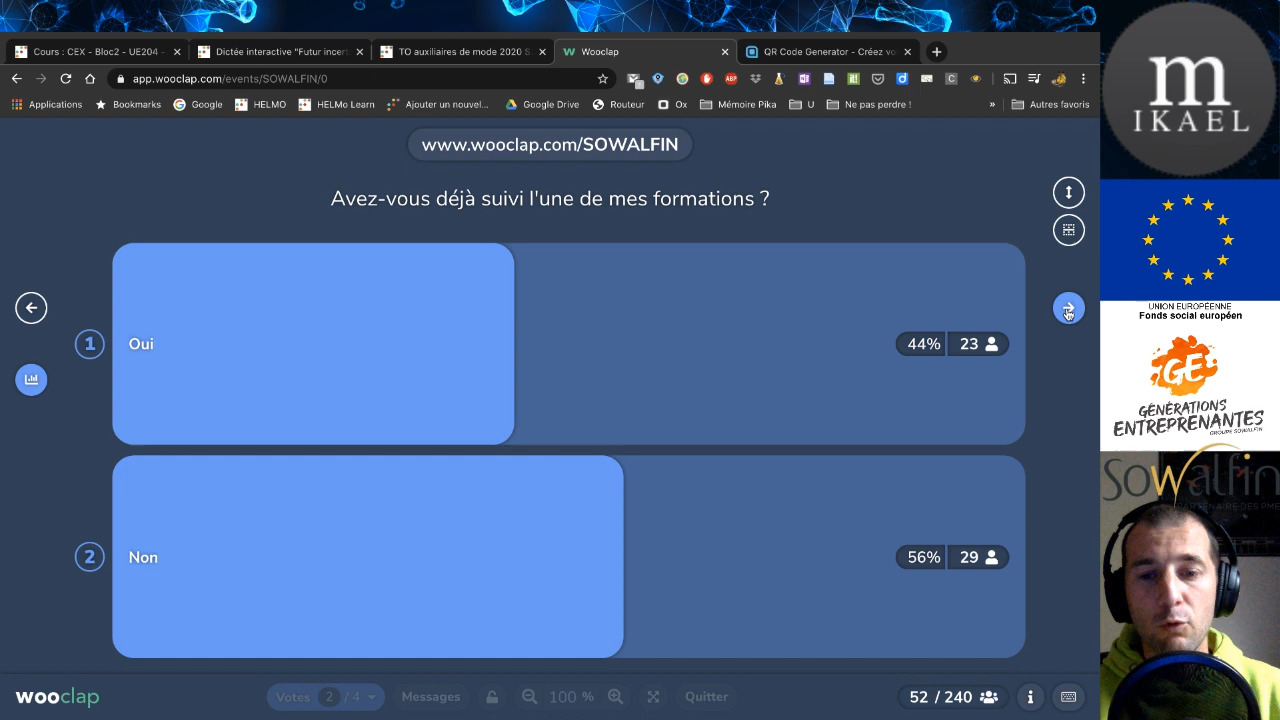 Cours : CEX - Bloc2 - UE204 -
Dictée interactive "Futur incert
TO auxiliaires de mode 2020 S
Wooclap
QR Code Generator - Créez vo
app.wooclap.com/events/SOWALFIN/0
Applications
Bookmarks
Google
HELMO
HELMo Learn
Ajouter un nouvel...
Google Drive
Routeur
Ox
Mémoire Pika
U
Ne pas perdre !
»
Autres favoris
www.wooclap.com/SOWALFIN
Avez-vous déjà suivi l'une de mes formations ?
1
Oui
44%
23
2
Non
56%
29
wooclap
Votes 2 / 4
Messages
100 %
Quitter
52 / 240
m
IKAEL
UNION EUROPÉENNE
Fonds social européen
GE
GÉNÉRATIONS
ENTREPRENANTES
GROUPE SOWALFIN
Sowalfin